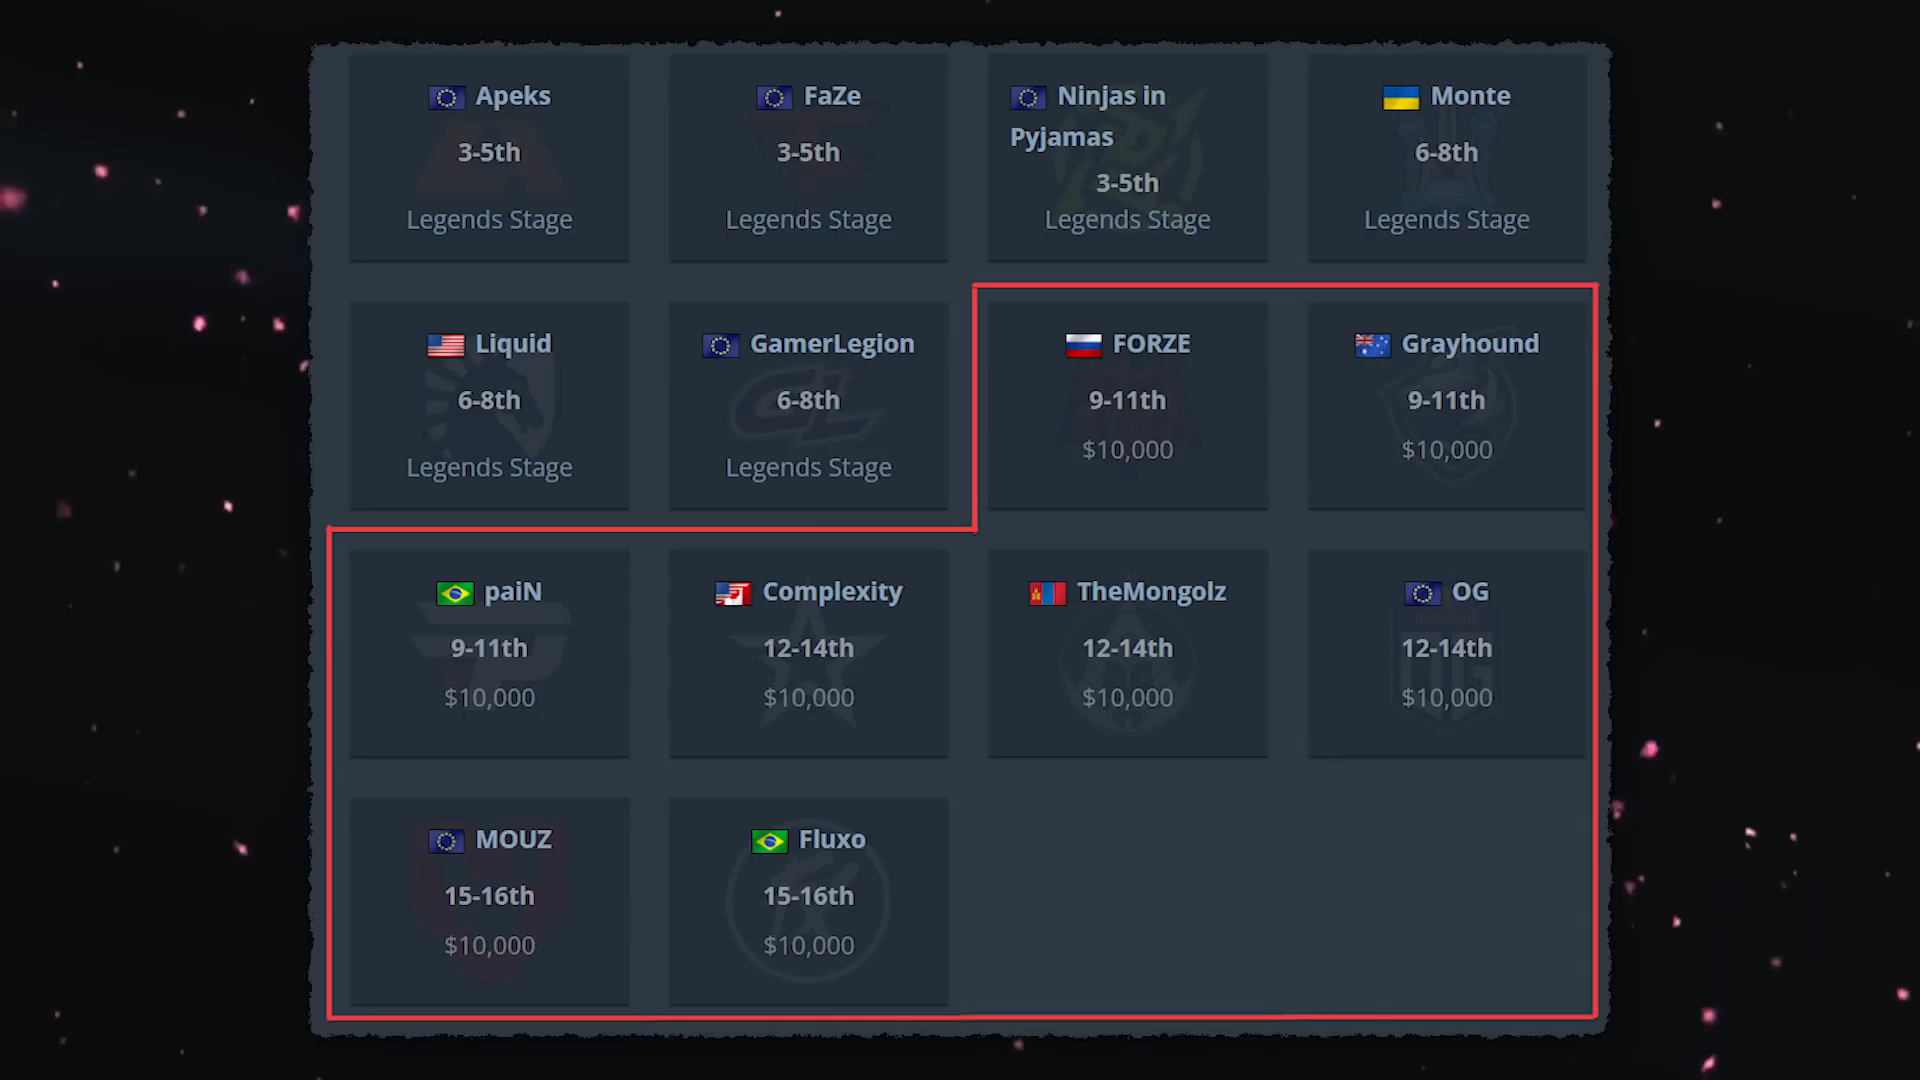 Apeks
3-5th
Legends Stage
FaZe
3-5th
Legends Stage
Ninjas in
Pyjamas
3-5th
Legends Stage
Monte
6-8th
Legends Stage
Liquid
6-8th
Legends Stage
GamerLegion
6-8th
Legends Stage
FORZE
9-11th
$10,000
Grayhound
9-11th
$10,000
paiN
9-11th
$10,000
Complexity
12-14th
$10,000
TheMongolz
12-14th
$10,000
OG
12-14th
$10,000
MOUZ
15-16th
$10,000
Fluxo
15-16th
$10,000